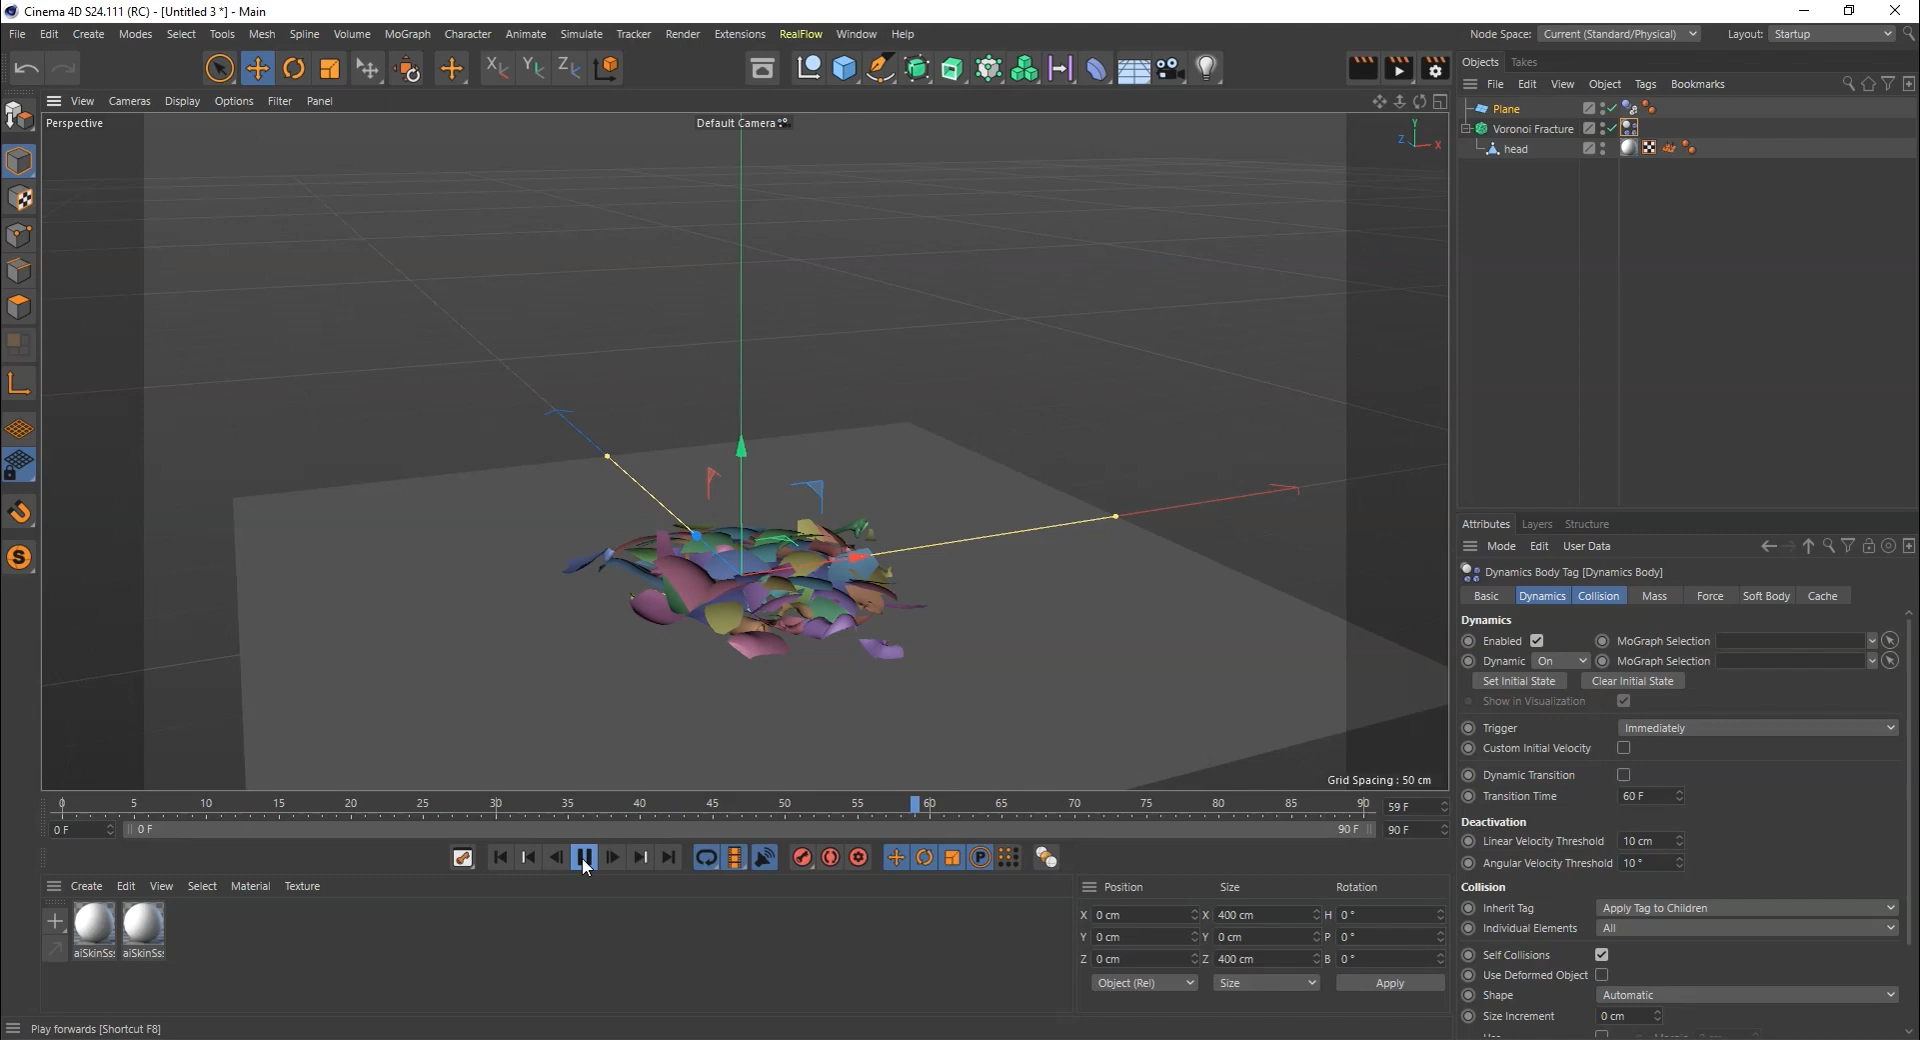 Cinema 4D S24.111 (RC) - [Untitled 3 *] - Main
File Edit Create Modes Select Tools Mesh Spline Volume MoGraph Character Animate Simulate Tracker Render Extensions RealFlow Window Help Node Space: Current (Standard/Physical) Layout: Startup
Objects Takes
File Edit View Object Tags Bookmarks
View Cameras Display Options Filter Panel
Perspective
Default Camera
Y
Z
X
Plane
Voronoi Fracture
head
Grid Spacing : 50 cm
0 5 10 15 20 25 30 35 40 45 50 55 60 65 70 75 80 85 90
59 F
0 F
0 F
90 F
90 F
Create Edit View Select Material Texture
aiSkinSs:
aiSkinSs:
Position Size Rotation
X 0 cm X 400 cm H 0 °
Y 0 cm Y 0 cm P 0 °
Z 0 cm Z 400 cm B 0 °
Object (Rel) Size Apply
Attributes Layers Structure
Mode Edit User Data
Dynamics Body Tag [Dynamics Body]
Basic Dynamics Collision Mass Force Soft Body Cache
Dynamics
Enabled MoGraph Selection
Dynamic On MoGraph Selection
Set Initial State Clear Initial State
Show in Visualization
Trigger Immediately
Custom Initial Velocity
Dynamic Transition
Transition Time 60 F
Deactivation
Linear Velocity Threshold 10 cm
Angular Velocity Threshold 10 °
Collision
Inherit Tag Apply Tag to Children
Individual Elements All
Self Collisions
Use Deformed Object
Shape Automatic
Size Increment 0 cm
Play forwards [Shortcut F8]